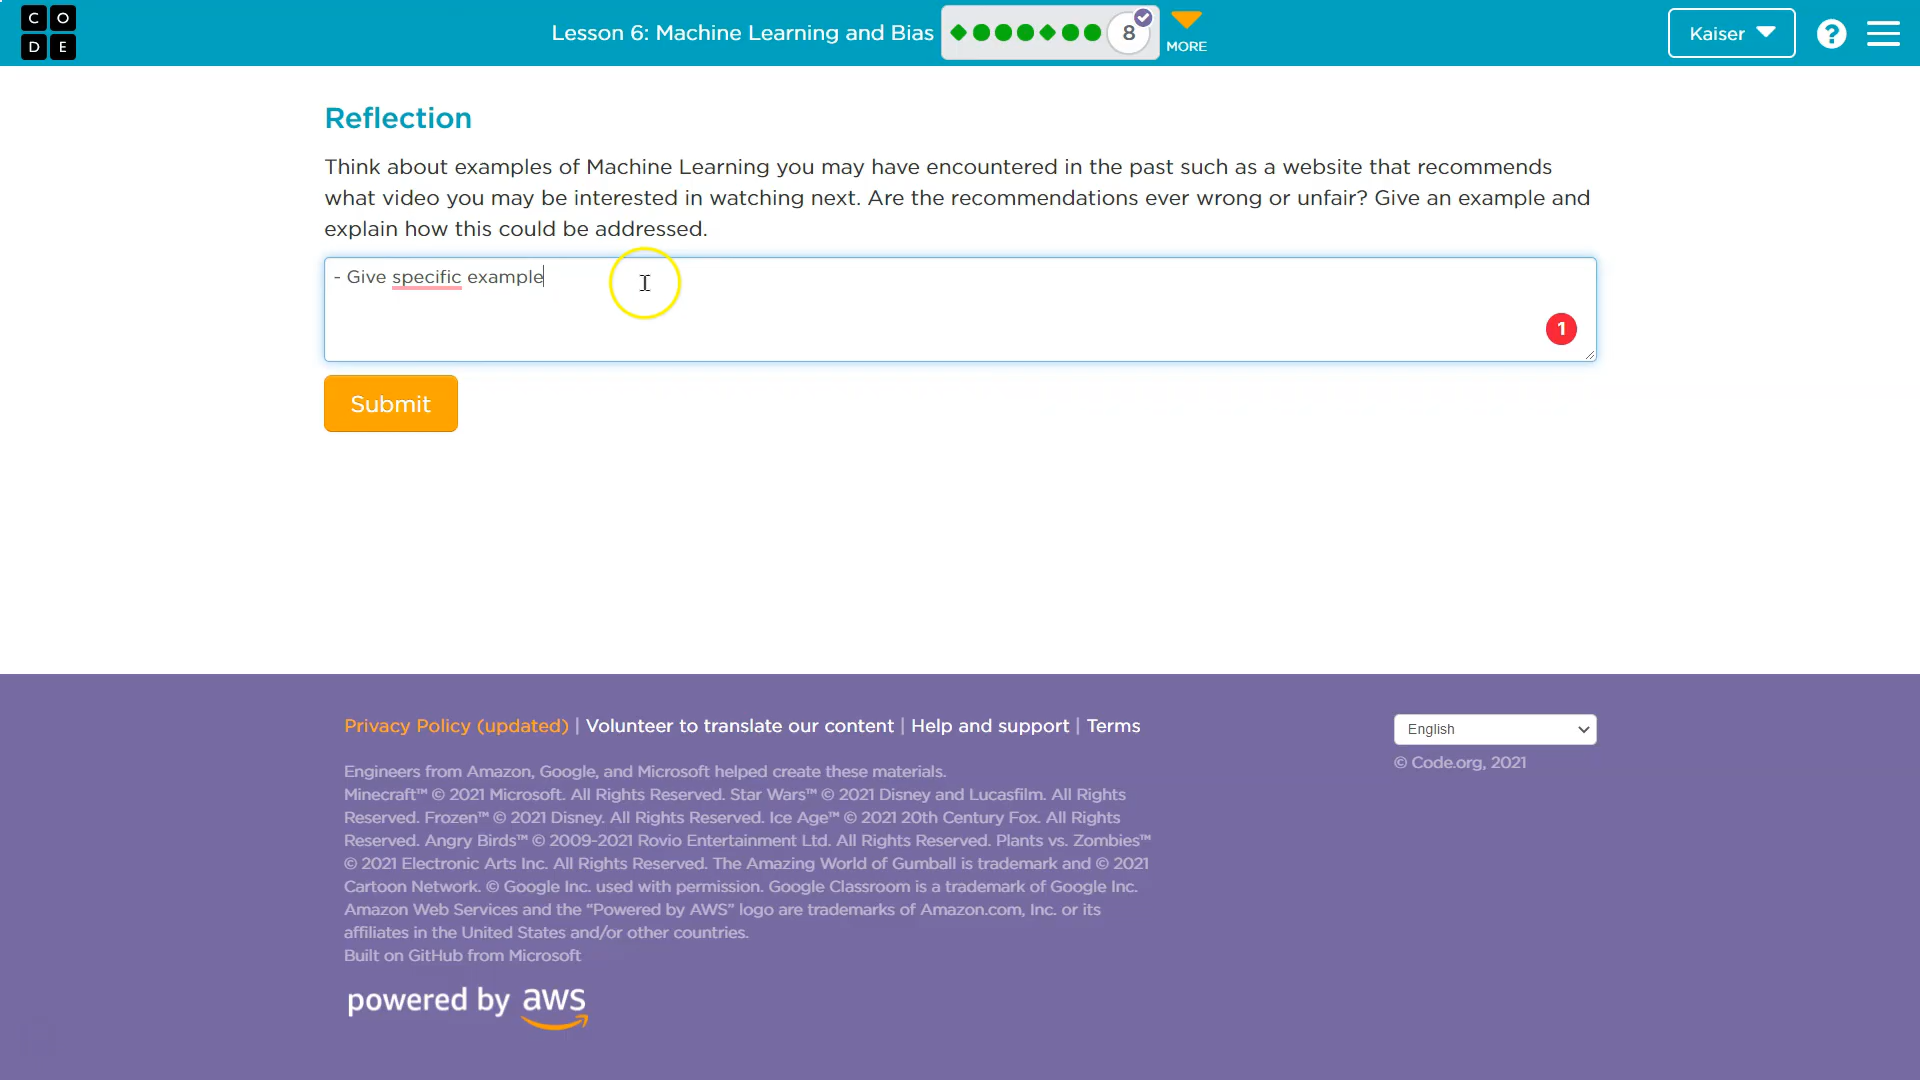 C O
D E
Lesson 6: Machine Learning and Bias
8
MORE
Kaiser
?
Reflection
Think about examples of Machine Learning you may have encountered in the past such as a website that recommends
what video you may be interested in watching next. Are the recommendations ever wrong or unfair? Give an example and
explain how this could be addressed.
- Give specific example
1
Submit
Privacy Policy (updated) | Volunteer to translate our content | Help and support | Terms
English
© Code.org, 2021
Engineers from Amazon, Google, and Microsoft helped create these materials.
Minecraft™ © 2021 Microsoft. All Rights Reserved. Star Wars™ © 2021 Disney and Lucasfilm. All Rights
Reserved. Frozen™ © 2021 Disney. All Rights Reserved. Ice Age™ © 2021 20th Century Fox. All Rights
Reserved. Angry Birds™ © 2009-2021 Rovio Entertainment Ltd. All Rights Reserved. Plants vs. Zombies™
© 2021 Electronic Arts Inc. All Rights Reserved. The Amazing World of Gumball is trademark and © 2021
Cartoon Network. © Google Inc. used with permission. Google Classroom is a trademark of Google Inc.
Amazon Web Services and the “Powered by AWS” logo are trademarks of Amazon.com, Inc. or its
affiliates in the United States and/or other countries.
Built on GitHub from Microsoft
powered by aws